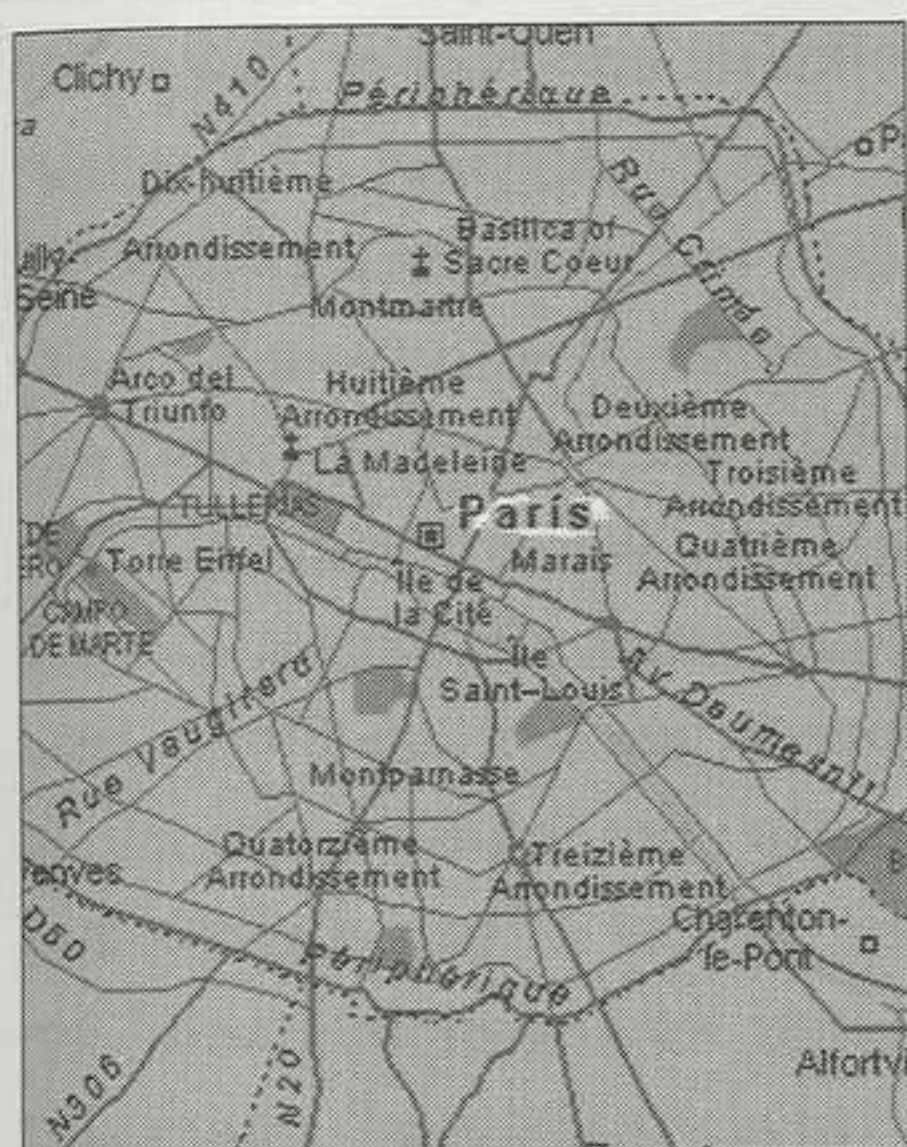 Saint-Ouen
Clichy
N410
Périphérique
a
P
Rue Crimée
Dix-huitième
Arrondissement
Basilica of
Sacre Coeur
Seine
Montmartre
Arco del
Triunfo
Huitième
Arrondissement
Deuxième
Arrondissement
La Madeleine
Troisième
Arrondissement
TULLERIAS
París
DE
Torre Eiffel
Marais
Quatrième
Arrondissement
Île de
la Cité
CAMPO
DE MARTE
Île
Saint-Louis
Av Daumesnil
Rue Vaugirard
Montparnasse
Quatorzième
Arrondissement
Treizième
Arrondissement
D50
Charenton-
le-Pont
Périphérique
N306
N20